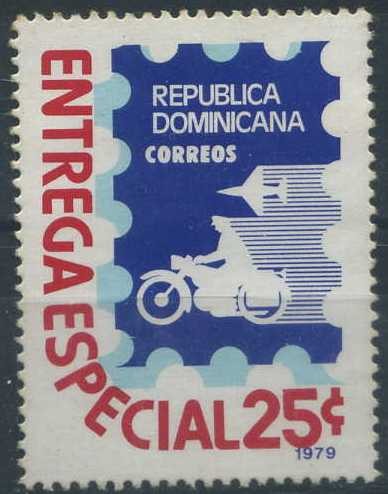 REPUBLICA
DOMINICANA
CORREOS
ENTREGA ESPECIAL 25¢
1979